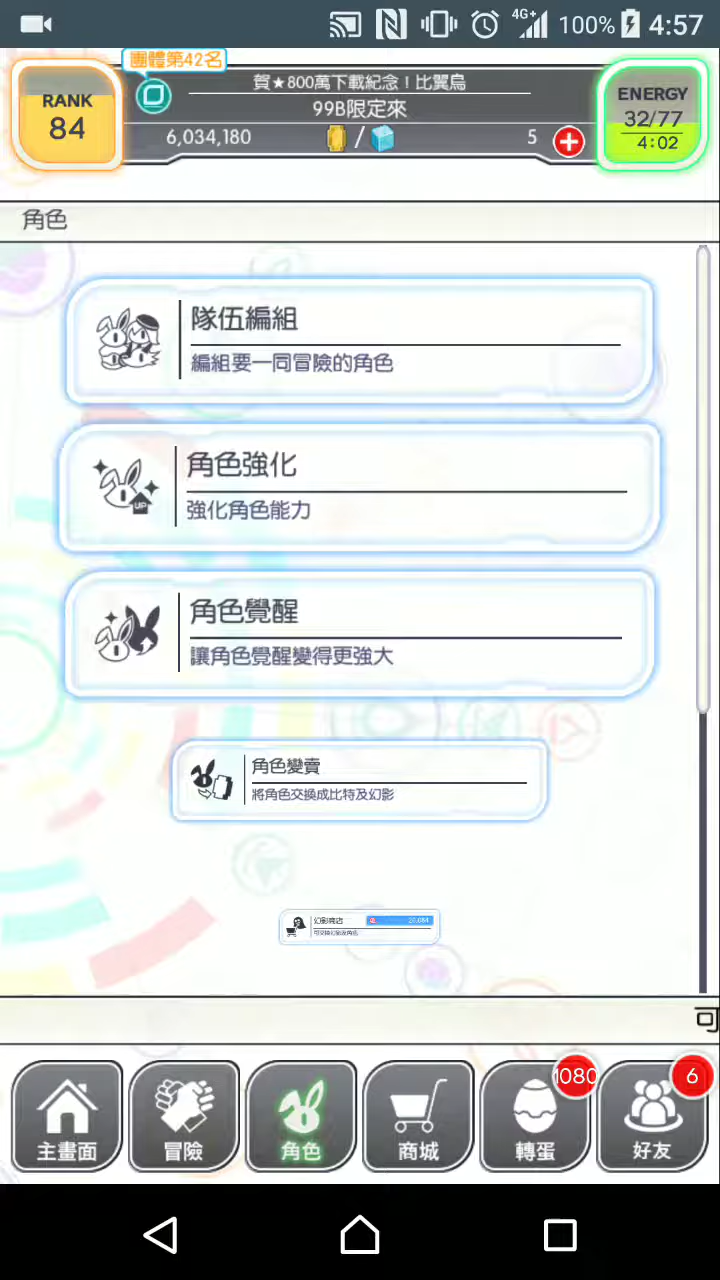 4G+ 100% 4:57
團體第42名
RANK
84
賀★800萬下載紀念！比翼鳥
99B限定來
6,034,180 / 5
ENERGY
32/77
4:02
角色
隊伍編組
編組要一同冒險的角色
角色強化
UP
強化角色能力
角色覺醒
讓角色覺醒變得更強大
角色變賣
將角色交換成比特及幻影
幻影商店
可
1080
6
主畫面
冒險
角色
商城
轉蛋
好友